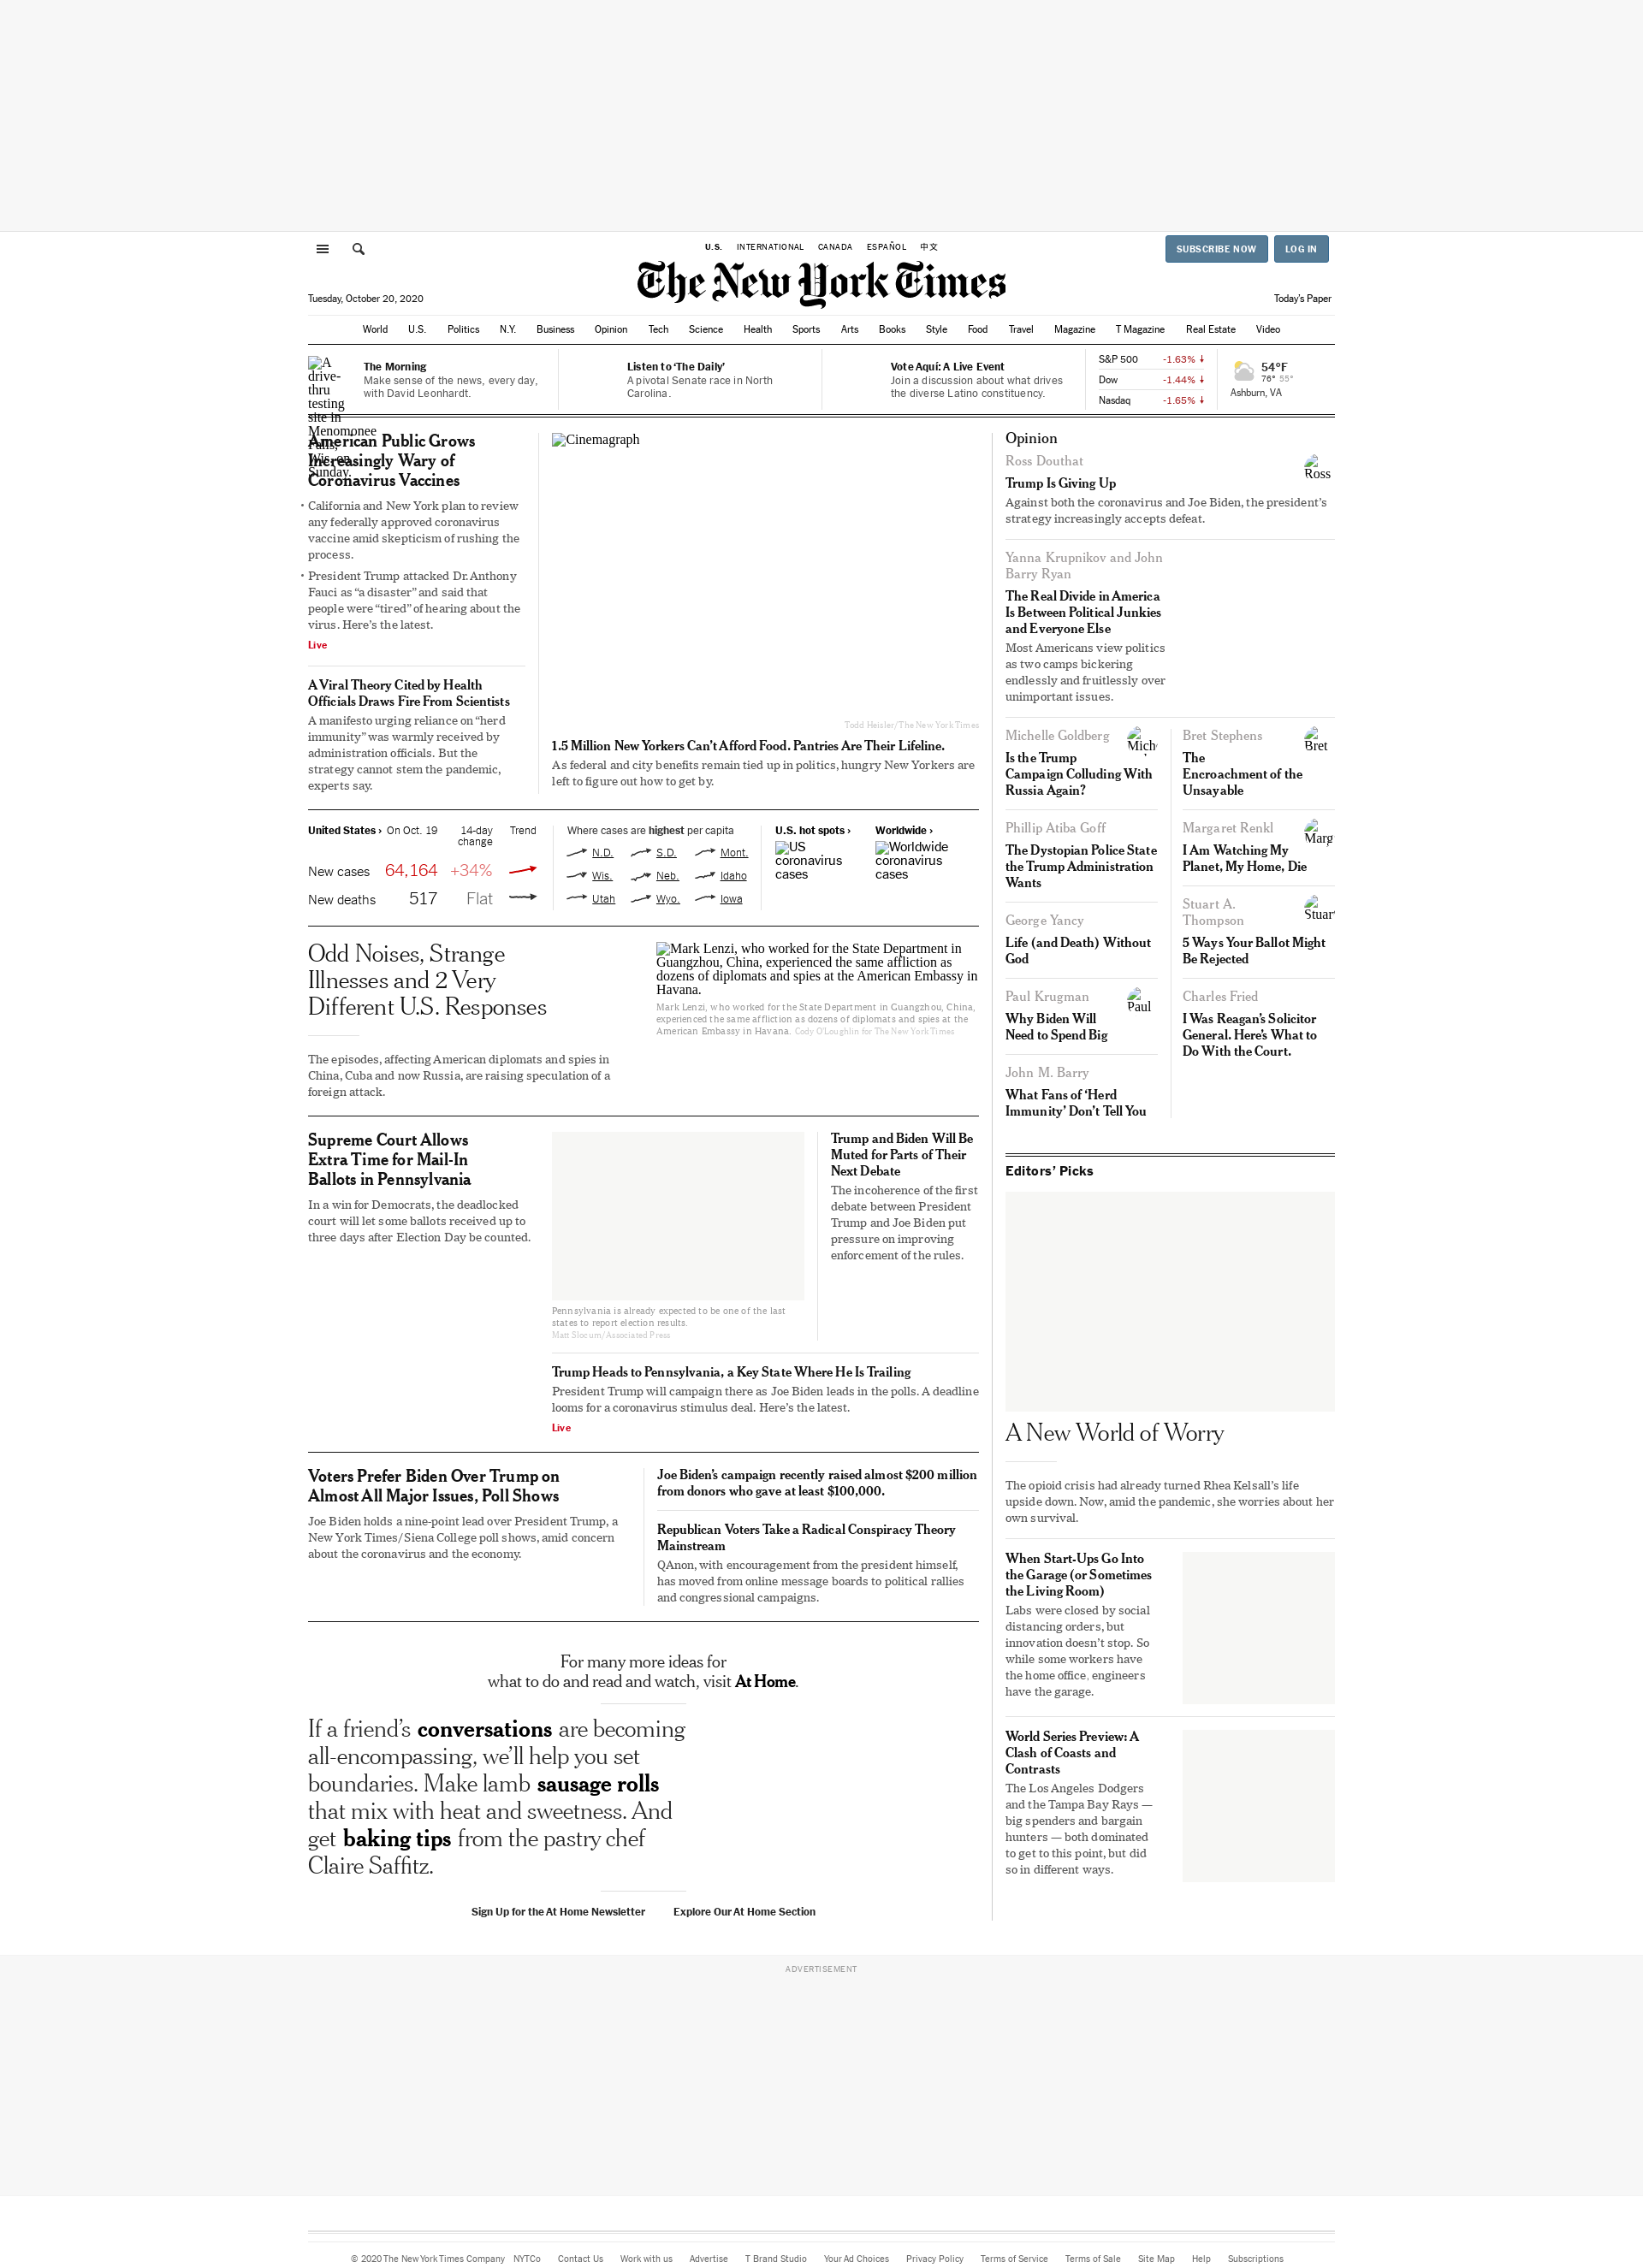 U.S. INTERNATIONAL CANADA ESPAÑOL 中文
SUBSCRIBE NOW LOG IN
The New York Times
Tuesday, October 20, 2020
Today's Paper
World U.S. Politics N.Y. Business Opinion Tech Science Health Sports Arts Books Style Food Travel Magazine T Magazine Real Estate Video
A
drive-
thru
testing
site in
Menomonee
Falls,
Wis., on
Sunday.
The Morning
Make sense of the news, every day,
with David Leonhardt.
Listen to ‘The Daily’
A pivotal Senate race in North
Carolina.
Vote Aquí: A Live Event
Join a discussion about what drives
the diverse Latino constituency.
S&P 500 -1.63%
Dow -1.44%
Nasdaq -1.65%
54°F
76° 55°
Ashburn, VA
American Public Grows
Increasingly Wary of
Coronavirus Vaccines
• California and New York plan to review
any federally approved coronavirus
vaccine amid skepticism of rushing the
process.
• President Trump attacked Dr. Anthony
Fauci as “a disaster” and said that
people were “tired” of hearing about the
virus. Here’s the latest.
Live
A Viral Theory Cited by Health
Officials Draws Fire From Scientists
A manifesto urging reliance on “herd
immunity” was warmly received by
administration officials. But the
strategy cannot stem the pandemic,
experts say.
Cinemagraph
Todd Heisler/The New York Times
1.5 Million New Yorkers Can’t Afford Food. Pantries Are Their Lifeline.
As federal and city benefits remain tied up in politics, hungry New Yorkers are
left to figure out how to get by.
United States › On Oct. 19 14-day
change Trend
New cases 64,164 +34%
New deaths 517 Flat
Where cases are highest per capita
N.D. S.D. Mont.
Wis. Neb. Idaho
Utah Wyo. Iowa
U.S. hot spots ›
US
coronavirus
cases
Worldwide ›
Worldwide
coronavirus
cases
Odd Noises, Strange
Illnesses and 2 Very
Different U.S. Responses
The episodes, affecting American diplomats and spies in
China, Cuba and now Russia, are raising speculation of a
foreign attack.
Mark Lenzi, who worked for the State Department in
Guangzhou, China, experienced the same affliction as
dozens of diplomats and spies at the American Embassy in
Havana.
Mark Lenzi, who worked for the State Department in Guangzhou, China,
experienced the same affliction as dozens of diplomats and spies at the
American Embassy in Havana. Cody O’Loughlin for The New York Times
Supreme Court Allows
Extra Time for Mail-In
Ballots in Pennsylvania
In a win for Democrats, the deadlocked
court will let some ballots received up to
three days after Election Day be counted.
Pennsylvania is already expected to be one of the last
states to report election results.
Matt Slocum/Associated Press
Trump and Biden Will Be
Muted for Parts of Their
Next Debate
The incoherence of the first
debate between President
Trump and Joe Biden put
pressure on improving
enforcement of the rules.
Trump Heads to Pennsylvania, a Key State Where He Is Trailing
President Trump will campaign there as Joe Biden leads in the polls. A deadline
looms for a coronavirus stimulus deal. Here’s the latest.
Live
Voters Prefer Biden Over Trump on
Almost All Major Issues, Poll Shows
Joe Biden holds a nine-point lead over President Trump, a
New York Times/Siena College poll shows, amid concern
about the coronavirus and the economy.
Joe Biden’s campaign recently raised almost $200 million
from donors who gave at least $100,000.
Republican Voters Take a Radical Conspiracy Theory
Mainstream
QAnon, with encouragement from the president himself,
has moved from online message boards to political rallies
and congressional campaigns.
For many more ideas for
what to do and read and watch, visit At Home.
If a friend’s conversations are becoming
all-encompassing, we’ll help you set
boundaries. Make lamb sausage rolls
that mix with heat and sweetness. And
get baking tips from the pastry chef
Claire Saffitz.
Sign Up for the At Home Newsletter Explore Our At Home Section
Opinion
Ross Douthat
Ross
Trump Is Giving Up
Against both the coronavirus and Joe Biden, the president’s
strategy increasingly accepts defeat.
Yanna Krupnikov and John
Barry Ryan
The Real Divide in America
Is Between Political Junkies
and Everyone Else
Most Americans view politics
as two camps bickering
endlessly and fruitlessly over
unimportant issues.
Michelle Goldberg
Is the Trump
Campaign Colluding With
Russia Again?
Phillip Atiba Goff
The Dystopian Police State
the Trump Administration
Wants
George Yancy
Life (and Death) Without
God
Paul Krugman
Paul
Why Biden Will
Need to Spend Big
John M. Barry
What Fans of ‘Herd
Immunity’ Don’t Tell You
Bret Stephens
Bret
The
Encroachment of the
Unsayable
Margaret Renkl
Marg
I Am Watching My
Planet, My Home, Die
Stuart A.
Thompson
Stuart
5 Ways Your Ballot Might
Be Rejected
Charles Fried
I Was Reagan’s Solicitor
General. Here’s What to
Do With the Court.
Editors’ Picks
A New World of Worry
The opioid crisis had already turned Rhea Kelsall’s life
upside down. Now, amid the pandemic, she worries about her
own survival.
When Start-Ups Go Into
the Garage (or Sometimes
the Living Room)
Labs were closed by social
distancing orders, but
innovation doesn’t stop. So
while some workers have
the home office, engineers
have the garage.
World Series Preview: A
Clash of Coasts and
Contrasts
The Los Angeles Dodgers
and the Tampa Bay Rays —
big spenders and bargain
hunters — both dominated
to get to this point, but did
so in different ways.
ADVERTISEMENT
© 2020 The New York Times Company NYTCo Contact Us Work with us Advertise T Brand Studio Your Ad Choices Privacy Policy Terms of Service Terms of Sale Site Map Help Subscriptions